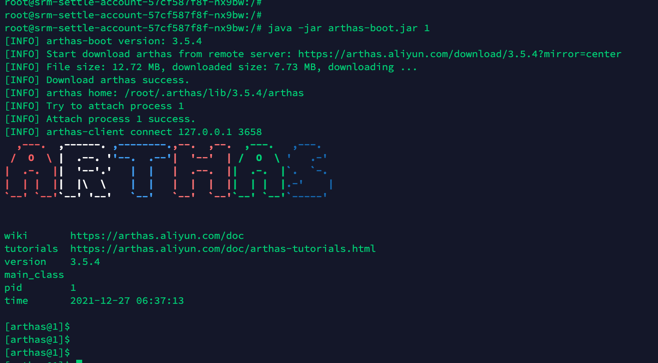 root@srm-settle-account-57cf587f8f-nx9bw:/#
root@srm-settle-account-57cf587f8f-nx9bw:/#
root@srm-settle-account-57cf587f8f-nx9bw:/# java -jar arthas-boot.jar 1
[INFO] arthas-boot version: 3.5.4
[INFO] Start download arthas from remote server: https://arthas.aliyun.com/download/3.5.4?mirror=center
[INFO] File size: 12.72 MB, downloaded size: 7.73 MB, downloading ...
[INFO] Download arthas success.
[INFO] arthas home: /root/.arthas/lib/3.5.4/arthas
[INFO] Try to attach process 1
[INFO] Attach process 1 success.
[INFO] arthas-client connect 127.0.0.1 3658
ARTHAS
wiki https://arthas.aliyun.com/doc
tutorials https://arthas.aliyun.com/doc/arthas-tutorials.html
version 3.5.4
main_class
pid 1
time 2021-12-27 06:37:13
[arthas@1]$
[arthas@1]$
[arthas@1]$